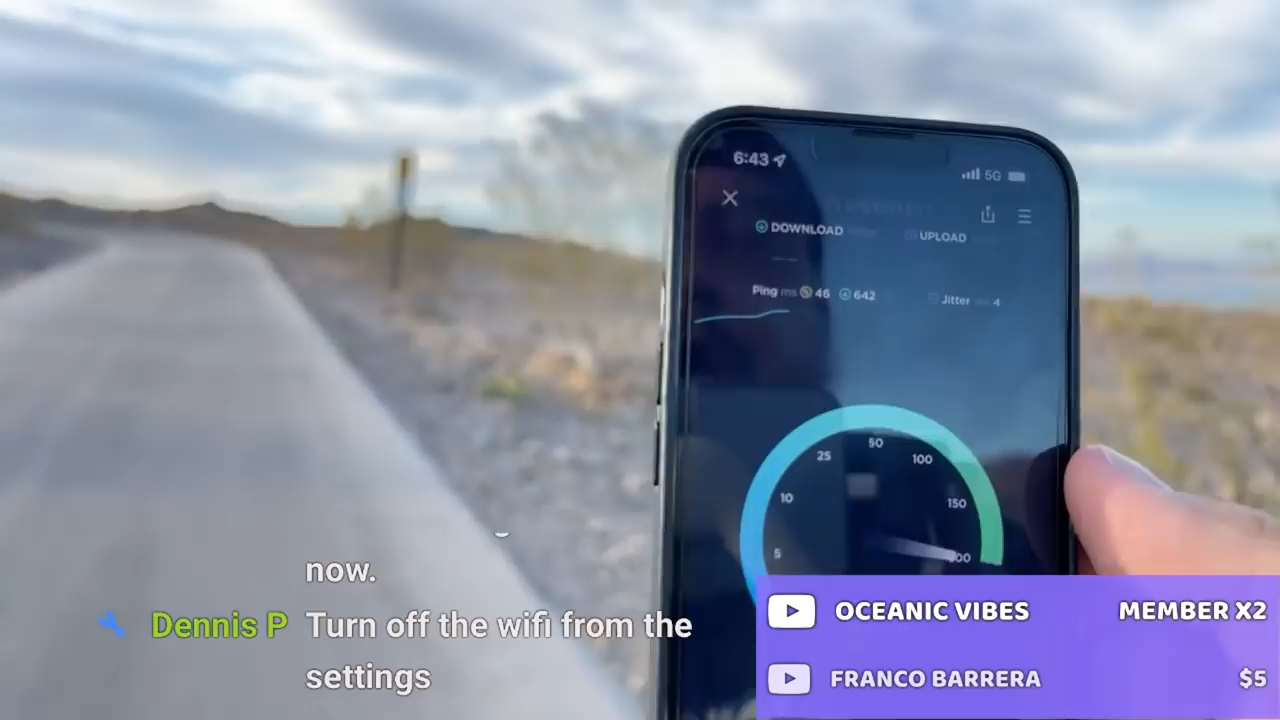 6:43
5G
DOWNLOAD
UPLOAD
Ping ms 46 642
Jitter 4
50
25
100
10
150
5
now.
Dennis P Turn off the wifi from the
settings
OCEANIC VIBES MEMBER X2
FRANCO BARRERA $5